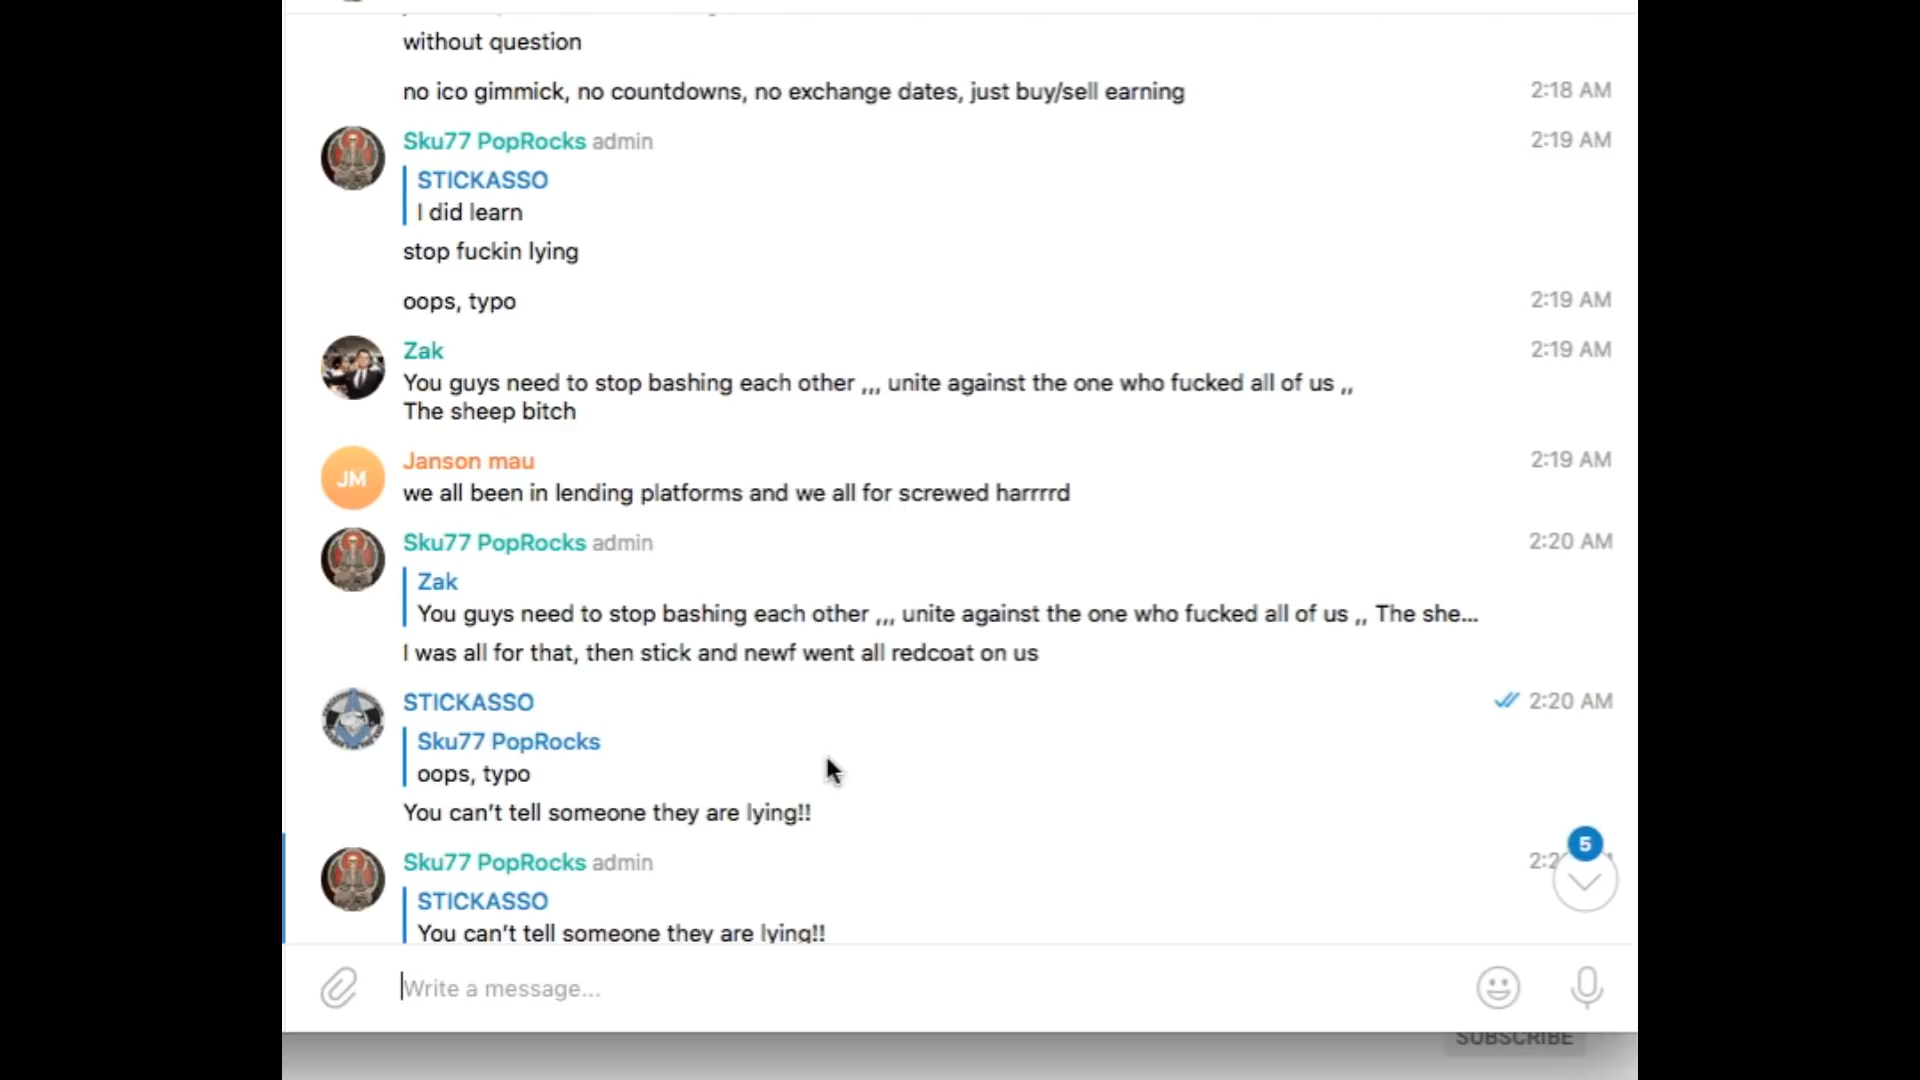 without question
no ico gimmick, no countdowns, no exchange dates, just buy/sell earning 2:18 AM
Sku77 PopRocks admin 2:19 AM
STICKASSO
I did learn
stop fuckin lying
oops, typo 2:19 AM
Zak 2:19 AM
You guys need to stop bashing each other ,,, unite against the one who fucked all of us ,,
The sheep bitch
JM
Janson mau 2:19 AM
we all been in lending platforms and we all for screwed harrrrd
Sku77 PopRocks admin 2:20 AM
Zak
You guys need to stop bashing each other ,,, unite against the one who fucked all of us ,, The she...
I was all for that, then stick and newf went all redcoat on us
STICKASSO 2:20 AM
Sku77 PopRocks
oops, typo
You can't tell someone they are lying!!
5
Sku77 PopRocks admin
STICKASSO
You can't tell someone they are lying!!
Write a message...
SUBSCRIBE